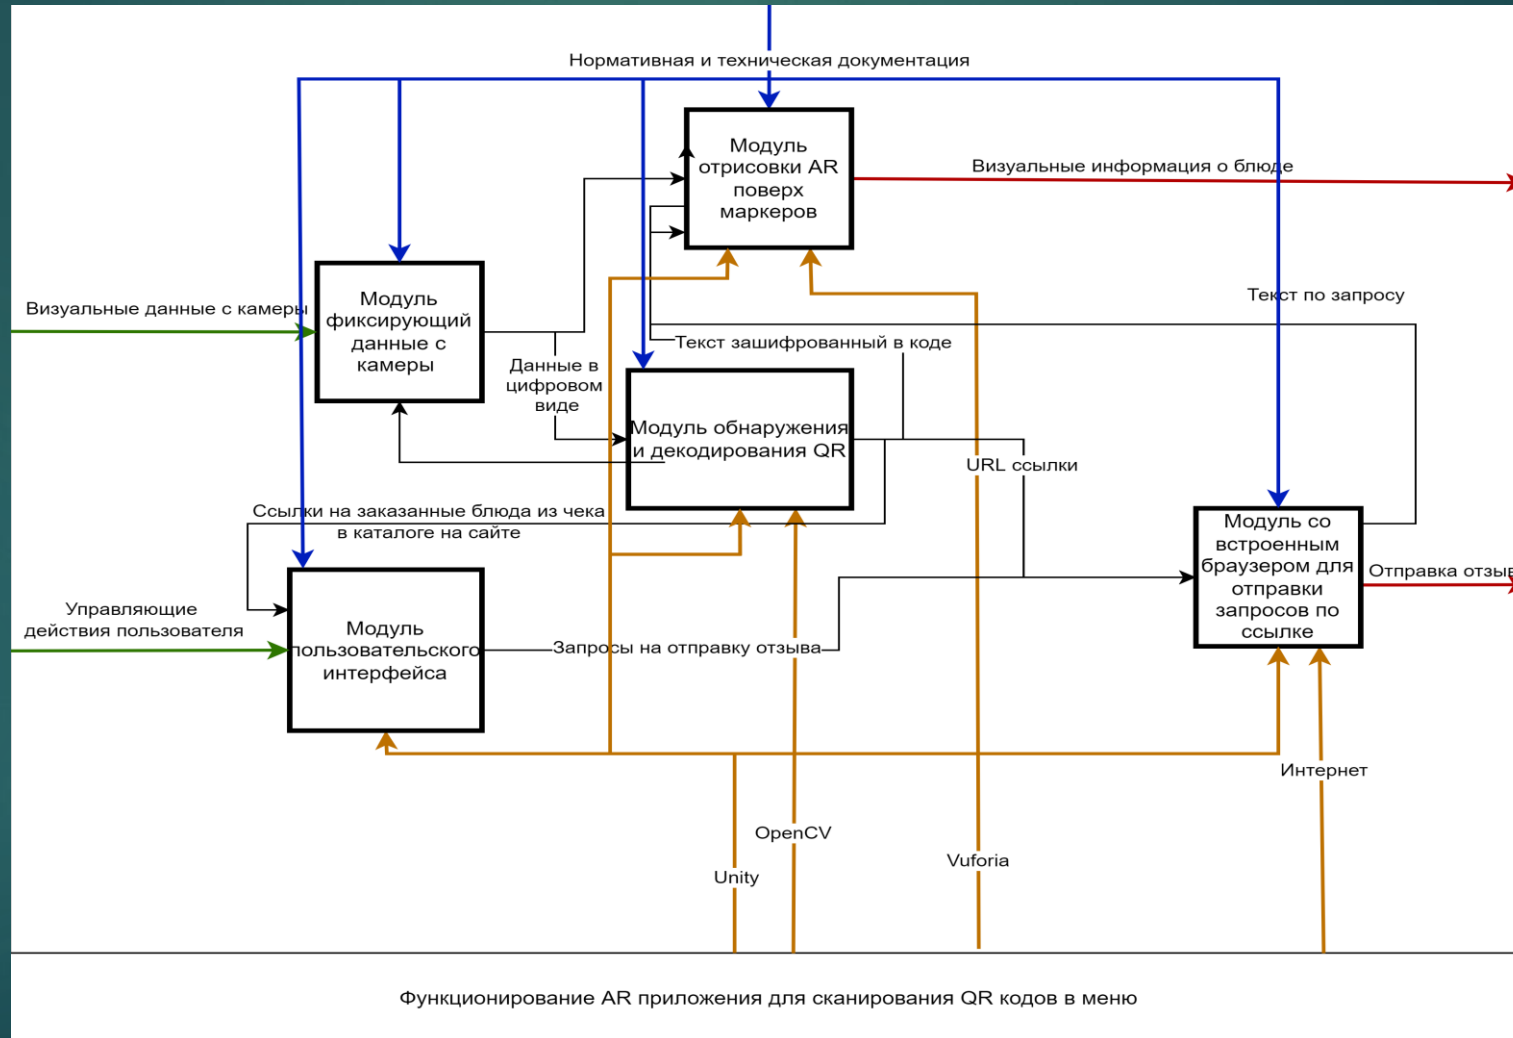 Нормативная и техническая документация
Модуль
отрисовки AR
поверх
маркеров
Визуальные информация о блюде
Визуальные данные с камеры
Модуль
фиксирующий
данные с
камеры
Текст по запросу
Текст зашифрованный в коде
Данные в
цифровом
виде
Модуль обнаружения
и декодирования QR
URL ссылки
Ссылки на заказанные блюда из чека
в каталоге на сайте
Модуль со
встроенным
браузером для
отправки
запросов по
ссылке
Отправка отзыв
Управляющие
действия пользователя
Модуль
пользовательского
интерфейса
Запросы на отправку отзыва
Интернет
OpenCV
Vuforia
Unity
Функционирование AR приложения для сканирования QR кодов в меню